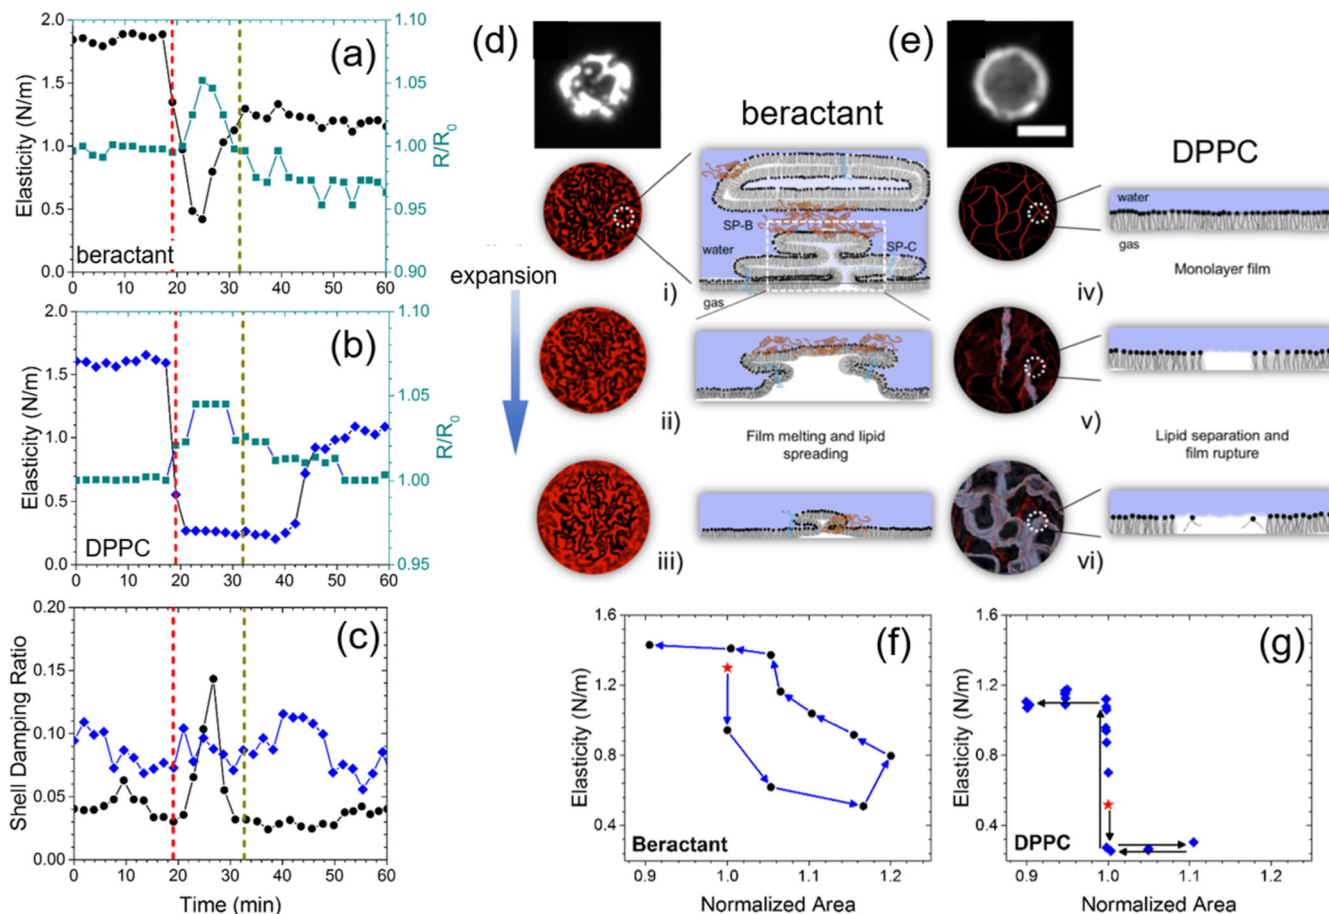 (a)
2.0
1.5
1.0
0.5
0.0
Elasticity (N/m)
1.10
1.05
1.00
0.95
0.90
R/R0
beractant
0 10 20 30 40 50 60
(b)
2.0
1.5
1.0
0.5
0.0
Elasticity (N/m)
1.10
1.05
1.00
0.95
R/R0
DPPC
0 10 20 30 40 50 60
(c)
0.20
0.15
0.10
0.05
0.00
Shell Damping Ratio
0 10 20 30 40 50 60
Time (min)
(d)
beractant
expansion
SP-B
water
SP-C
gas
i)
ii)
Film melting and lipid
spreading
iii)
(e)
DPPC
water
gas
Monolayer film
iv)
v)
Lipid separation and
film rupture
vi)
(f)
1.6
1.2
0.8
0.4
Elasticity (N/m)
Beractant
0.9 1.0 1.1 1.2
Normalized Area
(g)
1.6
1.2
0.8
0.4
Elasticity (N/m)
DPPC
0.9 1.0 1.1 1.2
Normalized Area